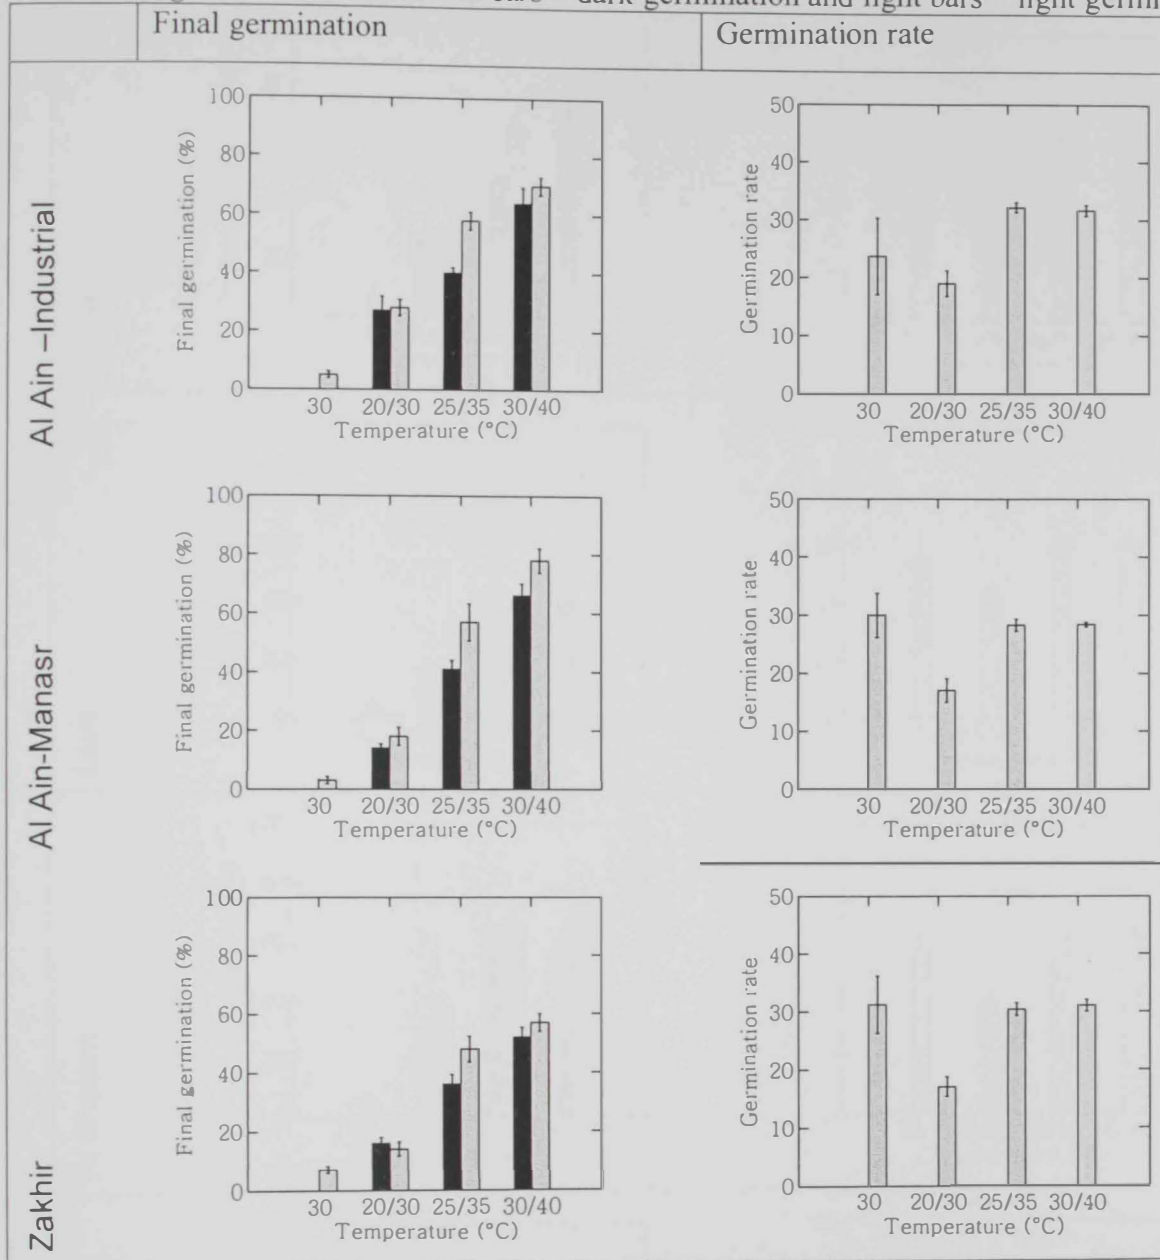 dark germination and light bars light
Final germination
Germination rate
Al Ain –Industrial
100
80
60
40
20
0
Final germination (%)
30 20/30 25/35 30/40
Temperature (°C)
50
40
30
20
10
0
Germination rate
30 20/30 25/35 30/40
Temperature (°C)
Al Ain-Manasr
100
80
60
40
20
0
Final germination (%)
30 20/30 25/35 30/40
Temperature (°C)
50
40
30
20
10
0
Germination rate
30 20/30 25/35 30/40
Temperature (°C)
Zakhir
100
80
60
40
20
0
Final germination (%)
30 20/30 25/35 30/40
Temperature (°C)
50
40
30
20
10
0
Germination rate
30 20/30 25/35 30/40
Temperature (°C)